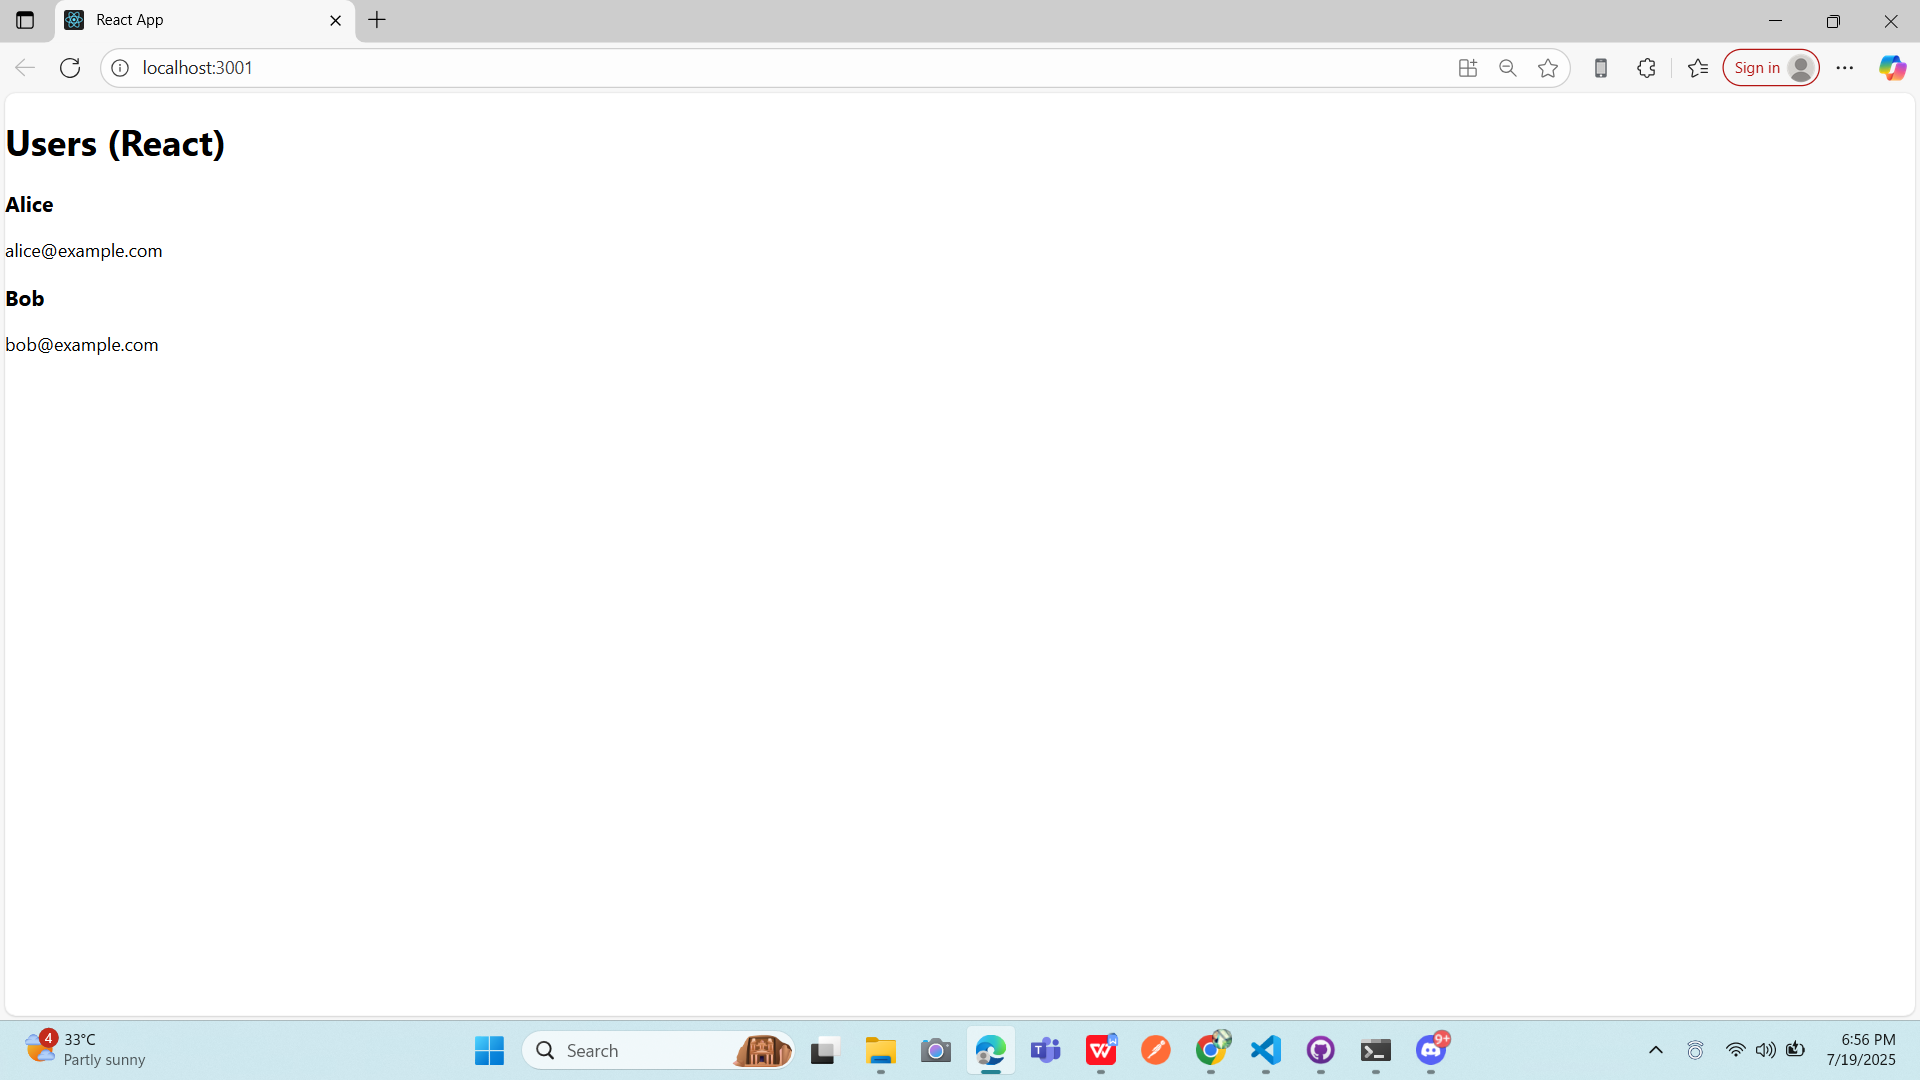 React App
localhost:3001
Sign in
Users (React)
Alice
alice@example.com
Bob
bob@example.com
4
33°C
Partly sunny
Search
9+
6:56 PM
7/19/2025